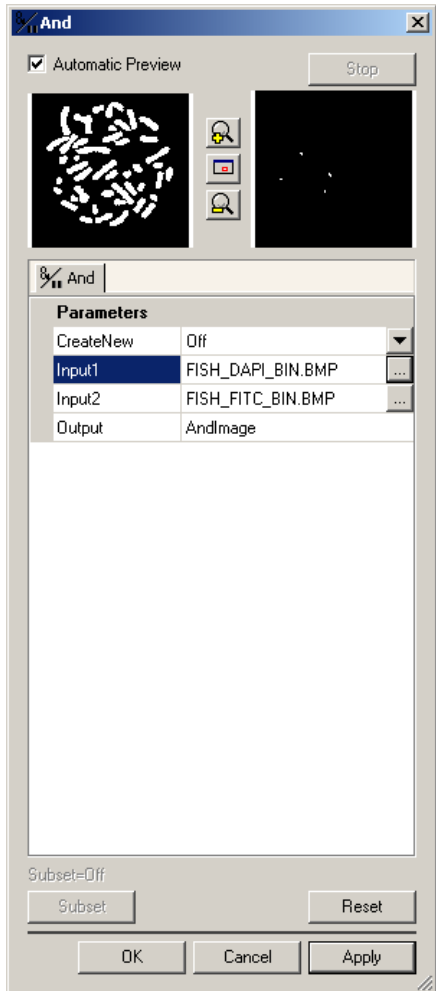 And
Automatic Preview
Stop
And
Parameters
CreateNew Off
Input1 FISH_DAPI_BIN.BMP ...
Input2 FISH_FITC_BIN.BMP ...
Output AndImage
Subset=Off
Subset Reset
OK Cancel Apply